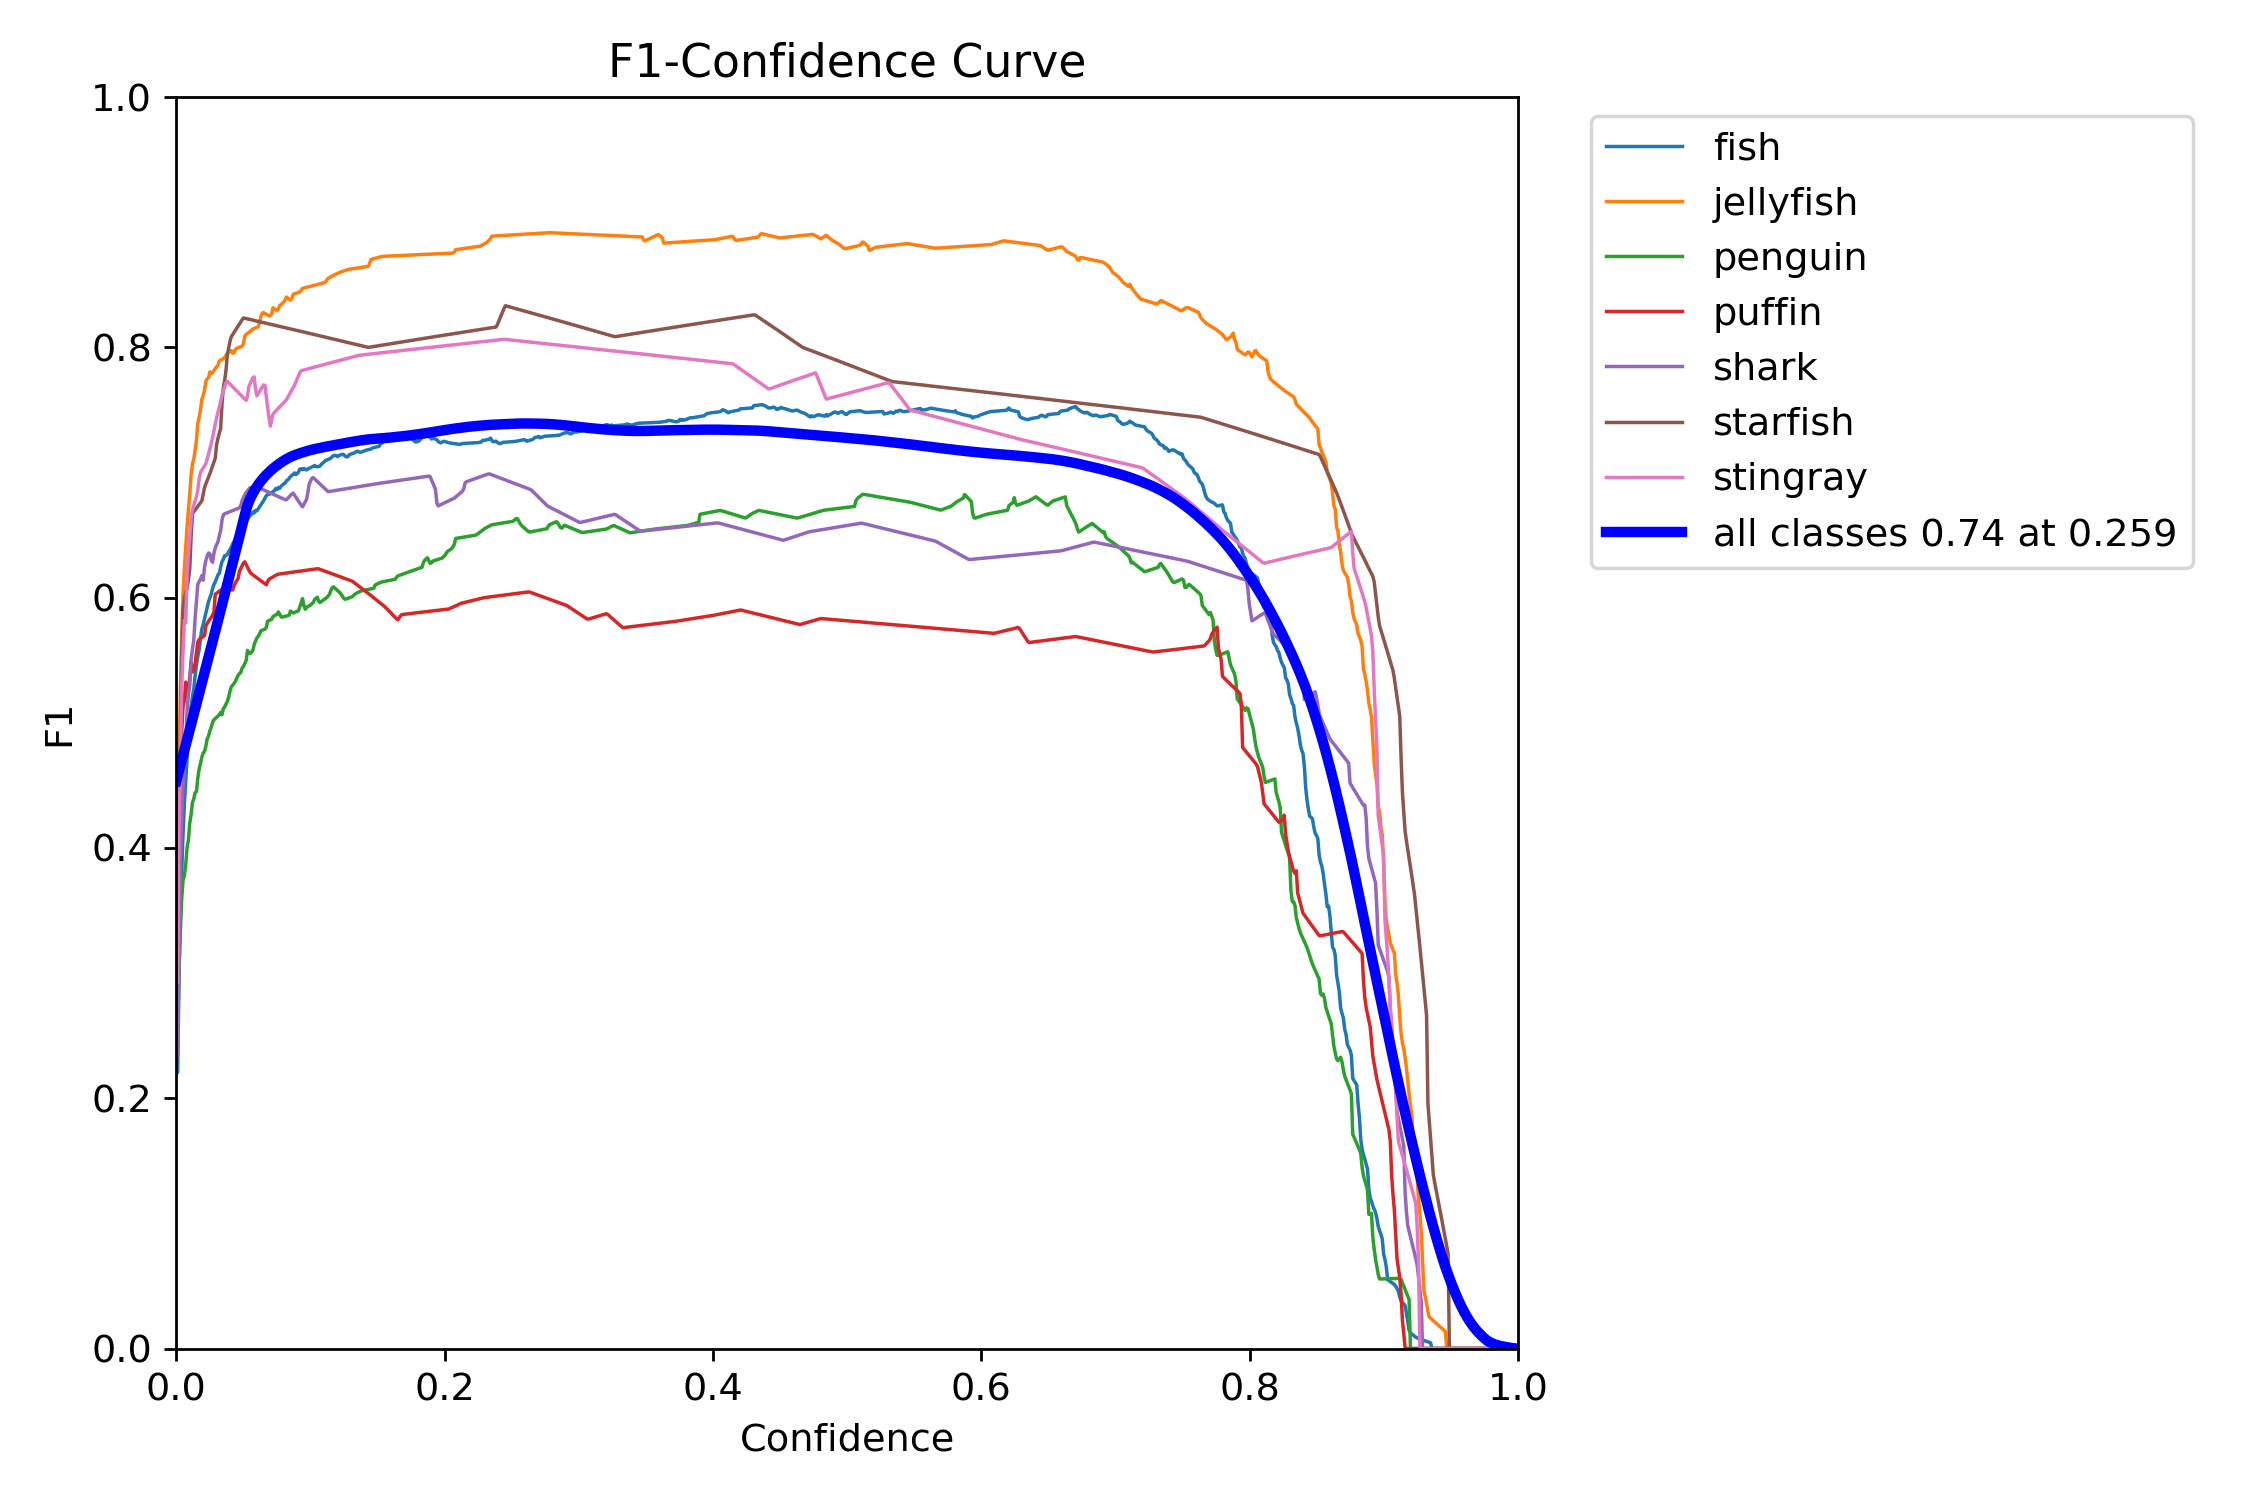 F1-Confidence Curve
1.0
0.8
0.6
0.4
0.2
0.0
F1
0.0 0.2 0.4 0.6 0.8 1.0
Confidence
fish
jellyfish
penguin
puffin
shark
starfish
stingray
all classes 0.74 at 0.259